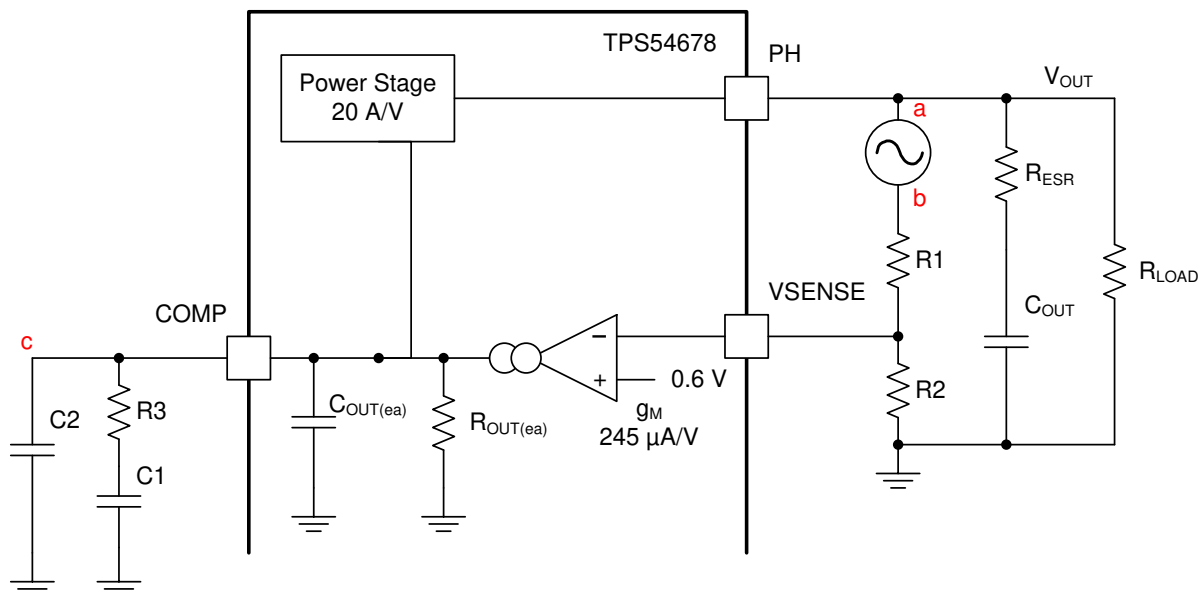 TPS54678
PH
Power Stage
20 A/V
VOUT
a
b
RESR
R1
RLOAD
VSENSE
COMP
COUT
c
0.6 V
R2
C2
R3
COUT(ea)
ROUT(ea)
gM
245 µA/V
C1